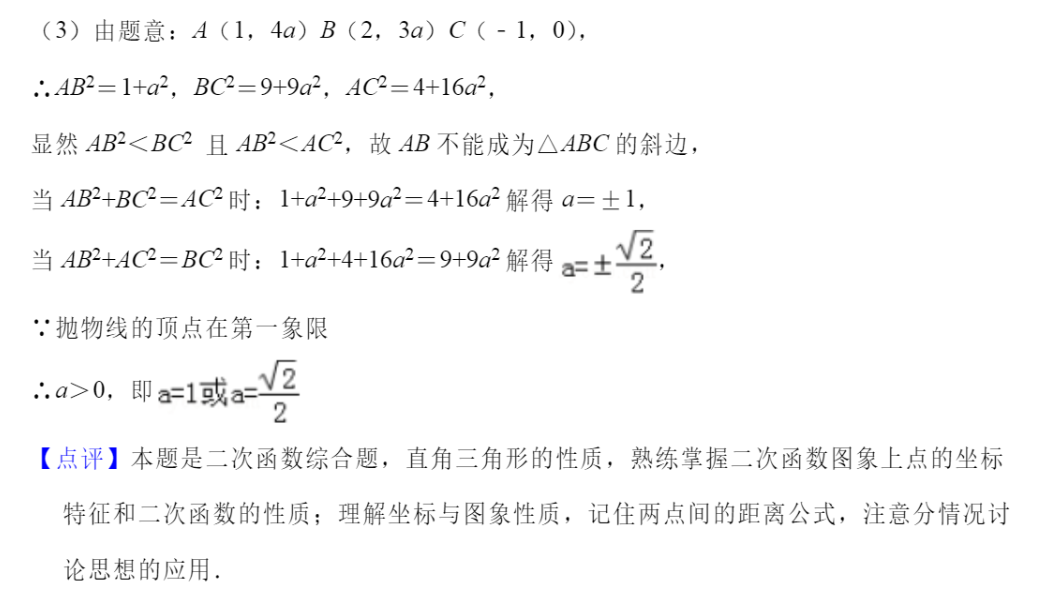 （3）由题意：A（1，4a）B（2，3a）C（﹣1，0），
∴AB²＝1+a²，BC²＝9+9a²，AC²＝4+16a²，
显然 AB²＜BC² 且 AB²＜AC²，故 AB 不能成为△ABC 的斜边，
当 AB²+BC²＝AC² 时：1+a²+9+9a²＝4+16a² 解得 a＝±1，
当 AB²+AC²＝BC² 时：1+a²+4+16a²＝9+9a² 解得 a=±√2/2，
∵抛物线的顶点在第一象限
∴a＞0，即 a=1或a=√2/2
【点评】本题是二次函数综合题，直角三角形的性质，熟练掌握二次函数图象上点的坐标
特征和二次函数的性质；理解坐标与图象性质，记住两点间的距离公式，注意分情况讨
论思想的应用．